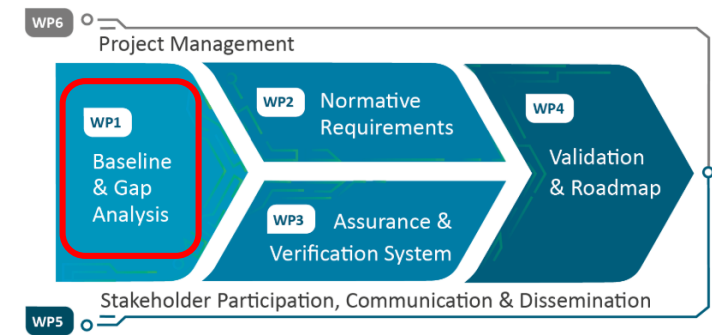 WP6
Project Management
WP1
Baseline
& Gap
Analysis
WP2
Normative
Requirements
WP3
Assurance &
Verification System
WP4
Validation
& Roadmap
Stakeholder Participation, Communication & Dissemination
WP5